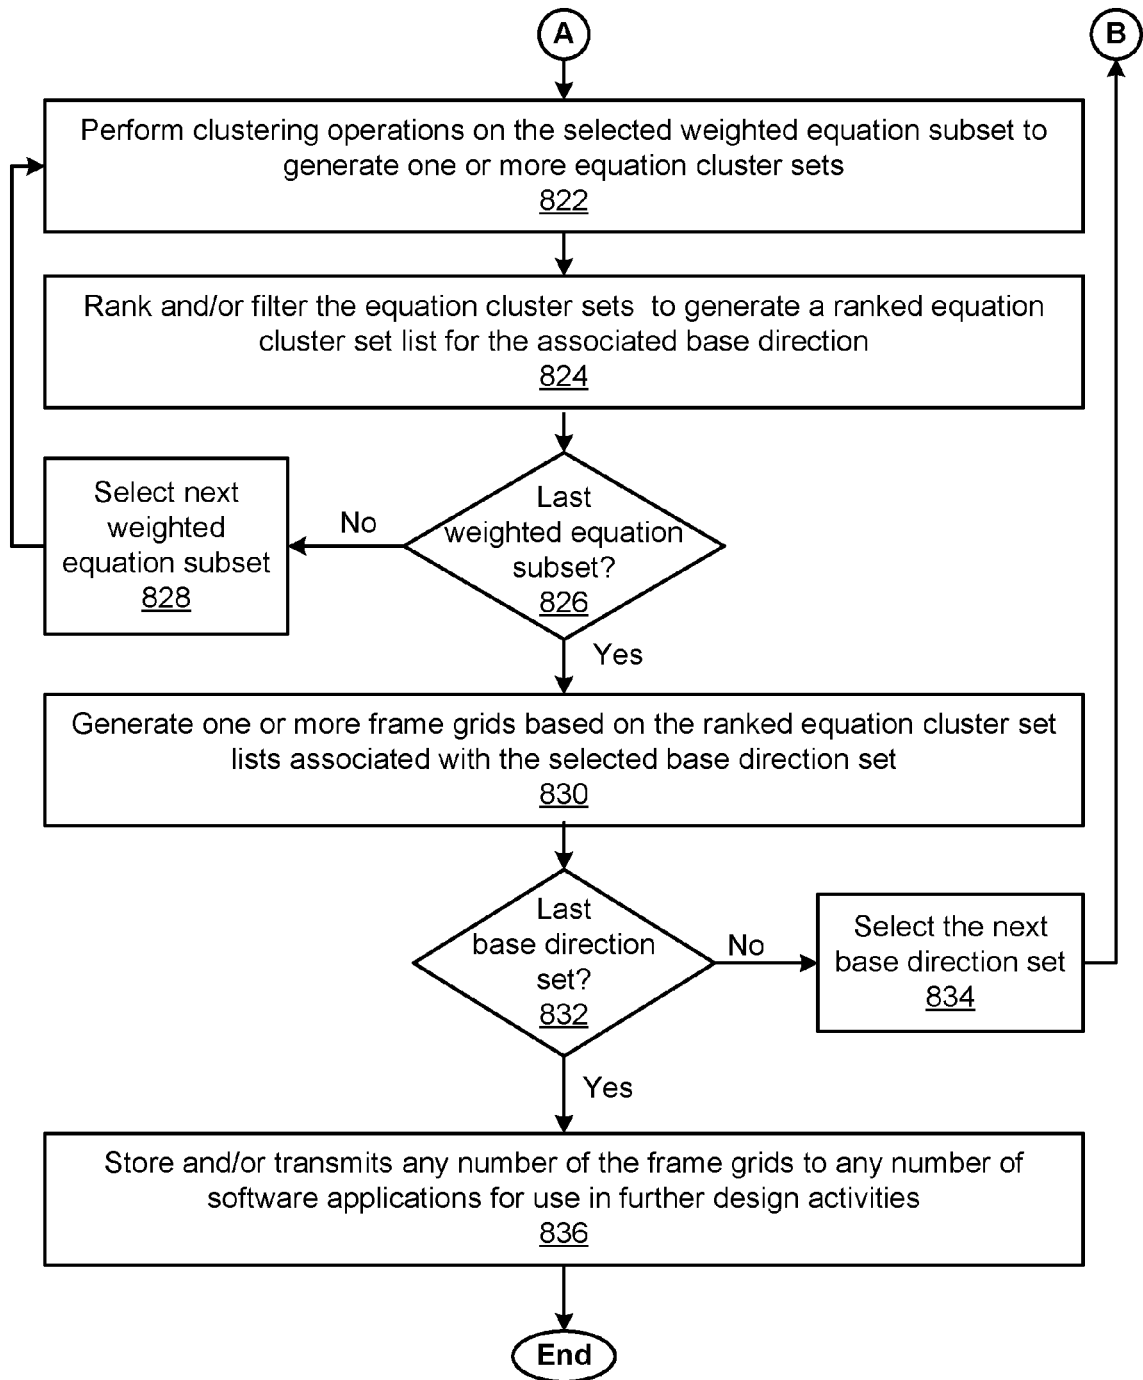 A
B
Perform clustering operations on the selected weighted equation subset to
generate one or more equation cluster sets
822
Rank and/or filter the equation cluster sets to generate a ranked equation
cluster set list for the associated base direction
824
Select next
weighted
equation subset
828
No
Last
weighted equation
subset?
826
Yes
Generate one or more frame grids based on the ranked equation cluster set
lists associated with the selected base direction set
830
Last
base direction
set?
832
No
Select the next
base direction set
834
Yes
Store and/or transmits any number of the frame grids to any number of
software applications for use in further design activities
836
End